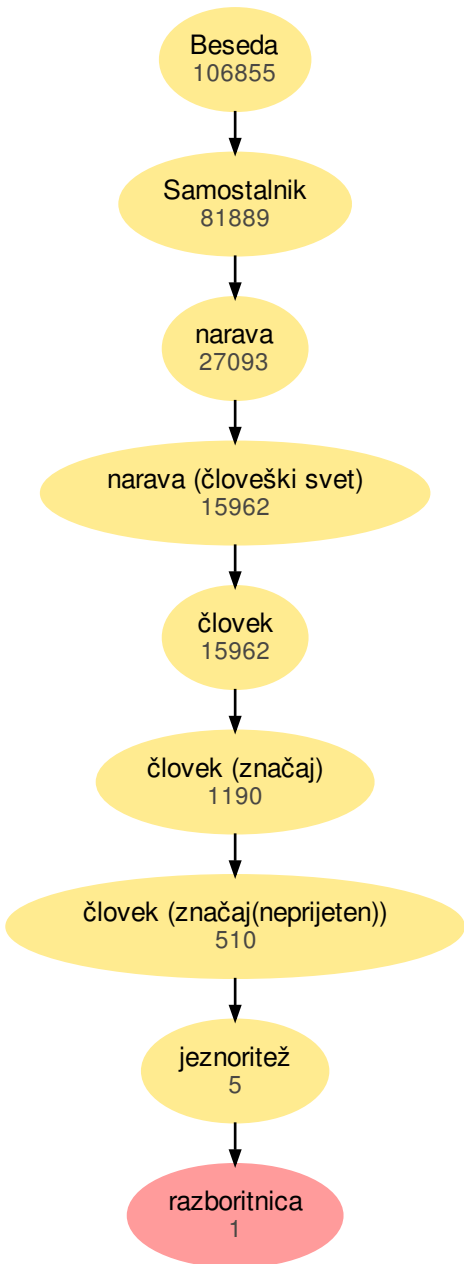 Beseda
106855
Samostalnik
81889
narava
27093
narava (človeški svet)
15962
človek
15962
človek (značaj)
1190
človek (značaj(neprijeten))
510
jeznoritež
5
razboritnica
1